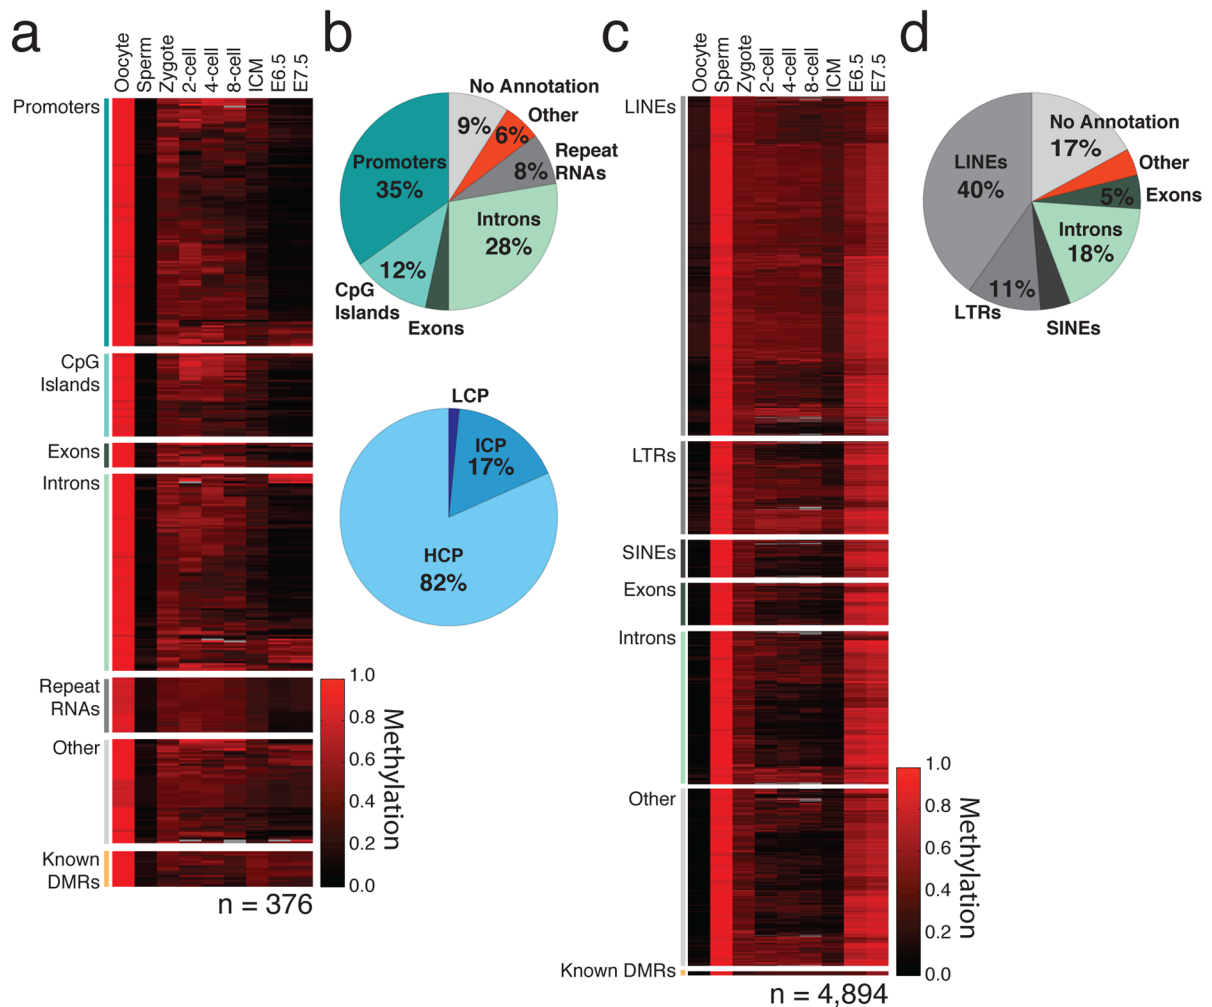 a
Oocyte
Sperm
Zygote
2-cell
4-cell
8-cell
ICM
E6.5
E7.5
Promoters
CpG
Islands
Exons
Introns
Repeat
RNAs
Other
Known
DMRs
n = 376
1.0
0.8
0.6
0.4
0.2
0.0
Methylation
b
No Annotation
9%
Other
6%
Repeat
RNAs
8%
Promoters
35%
Introns
28%
12%
CpG
Islands
Exons
LCP
ICP
17%
HCP
82%
c
Oocyte
Sperm
Zygote
2-cell
4-cell
8-cell
ICM
E6.5
E7.5
LINEs
LTRs
SINEs
Exons
Introns
Other
Known DMRs
n = 4,894
1.0
0.8
0.6
0.4
0.2
0.0
Methylation
d
No Annotation
17%
Other
Exons
5%
LINEs
40%
Introns
18%
11%
LTRs
SINEs